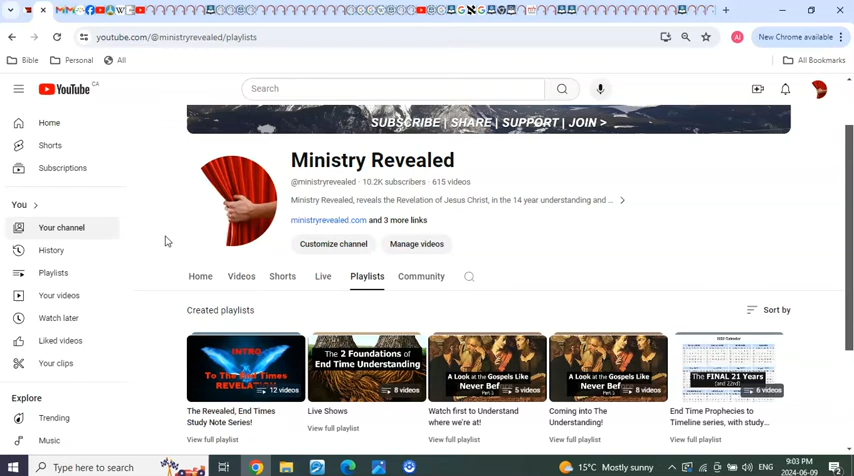 youtube.com/@ministryrevealed/playlists
New Chrome available
Bible
Personal
All
All Bookmarks
YouTube CA
Search
SUBSCRIBE | SHARE | SUPPORT | JOIN >
Home
Shorts
Subscriptions
You
Your channel
History
Playlists
Your videos
Watch later
Liked videos
Your clips
Explore
Trending
Music
Ministry Revealed
@ministryrevealed • 10.2K subscribers • 615 videos
Ministry Revealed, reveals the Revelation of Jesus Christ, in the 14 year understanding and ...
ministryrevealed.com and 3 more links
Customize channel
Manage videos
Home
Videos
Shorts
Live
Playlists
Community
Created playlists
Sort by
INTRO
To The End Times
REVELATION
12 videos
The Revealed, End Times
Study Note Series!
View full playlist
The 2 Foundations of
End Time Understanding
8 videos
Live Shows
View full playlist
A Look at the Gospels Like
Never Bef
5 videos
Watch first to Understand
where we're at!
View full playlist
A Look at the Gospels Like
Never Bef
8 videos
Coming into The
Understanding!
View full playlist
The FINAL 21 Years
(and 22nd)
6 videos
End Time Prophecies to
Timeline series, with study...
View full playlist
Type here to search
15°C Mostly sunny
ENG
9:03 PM
2024-06-09